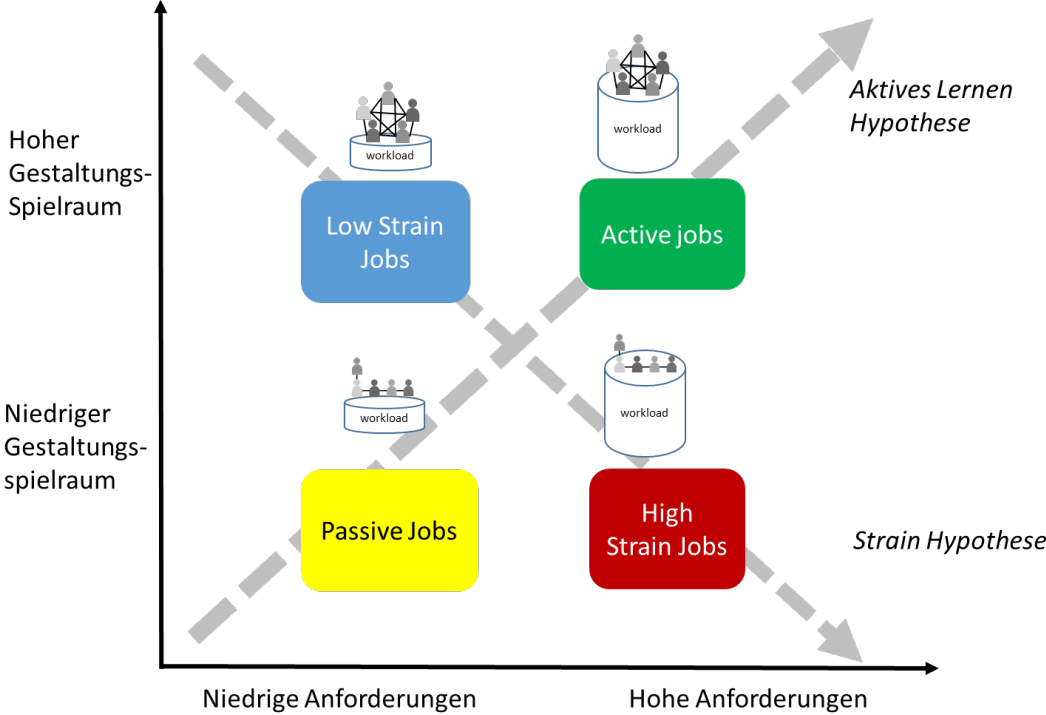 Hoher
Gestaltungs-
Spielraum
workload
Low Strain
Jobs
workload
Active jobs
Aktives Lernen
Hypothese
Niedriger
Gestaltungs-
spielraum
workload
Passive Jobs
workload
High
Strain Jobs
Strain Hypothese
Niedrige Anforderungen
Hohe Anforderungen